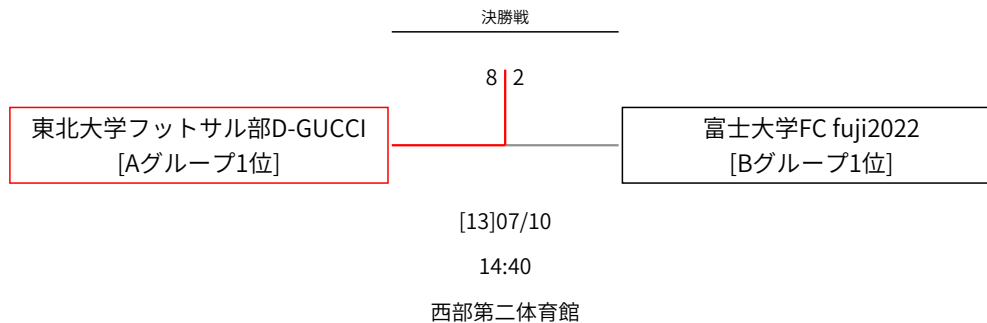 決勝戦
8 2
東北大学フットサル部D-GUCCI
[Aグループ1位]
富士大学FC fuji2022
[Bグループ1位]
[13]07/10
14:40
西部第二体育館